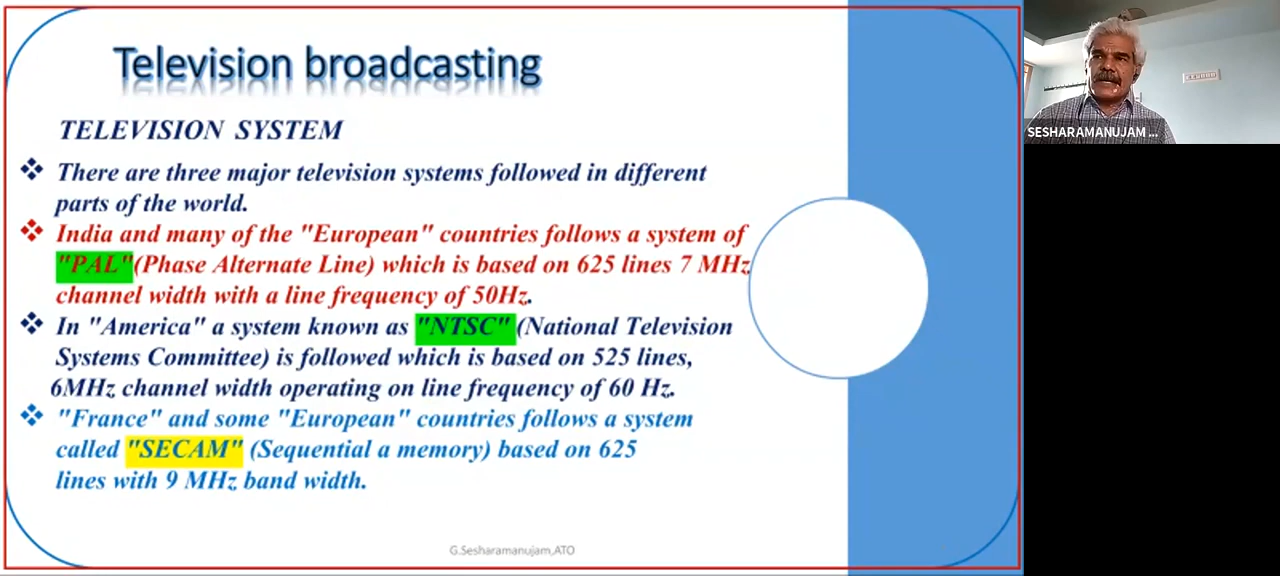 Television broadcasting
TELEVISION SYSTEM
There are three major television systems followed in different
parts of the world.
India and many of the "European" countries follows a system of
"PAL"(Phase Alternate Line) which is based on 625 lines 7 MHz
channel width with a line frequency of 50Hz.
In "America" a system known as "NTSC" (National Television
Systems Committee) is followed which is based on 525 lines,
6MHz channel width operating on line frequency of 60 Hz.
"France" and some "European" countries follows a system
called "SECAM" (Sequential a memory) based on 625
lines with 9 MHz band width.
G.Sesharamanujam,ATO
SESHARAMANUJAM ...